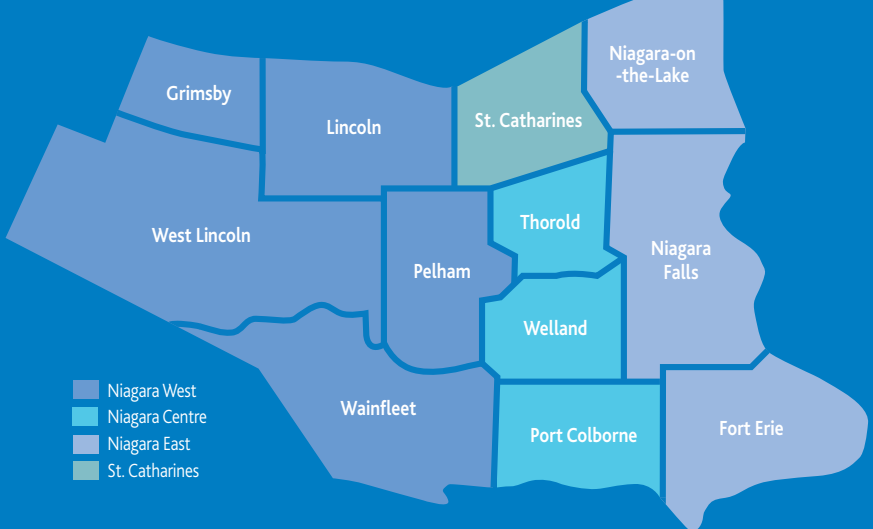 Niagara-on
-the-Lake
Grimsby
Lincoln
St. Catharines
West Lincoln
Thorold
Pelham
Niagara
Falls
Welland
Wainfleet
Port Colborne
Fort Erie
Niagara West
Niagara Centre
Niagara East
St. Catharines